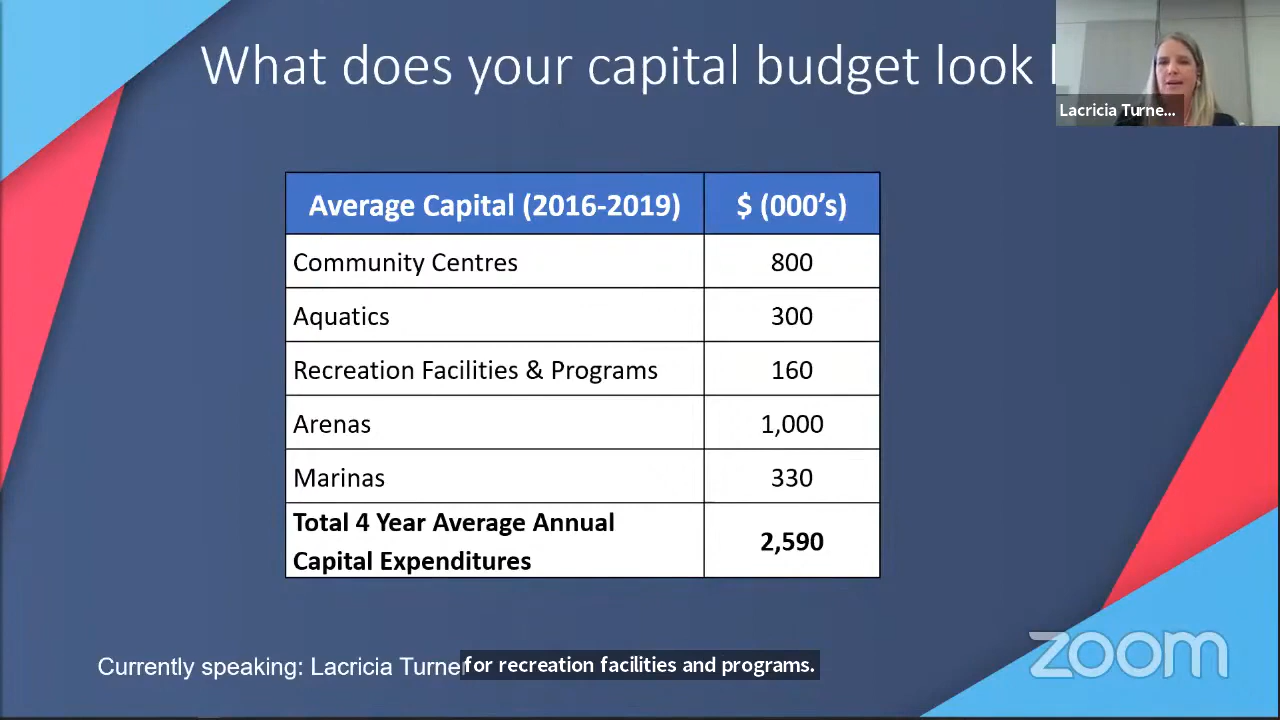 What does your capital budget look
Lacricia Turne...
Average Capital (2016-2019) $ (000’s)
Community Centres 800
Aquatics 300
Recreation Facilities & Programs 160
Arenas 1,000
Marinas 330
Total 4 Year Average Annual
Capital Expenditures 2,590
Currently speaking: Lacricia Turner
for recreation facilities and programs.
zoom